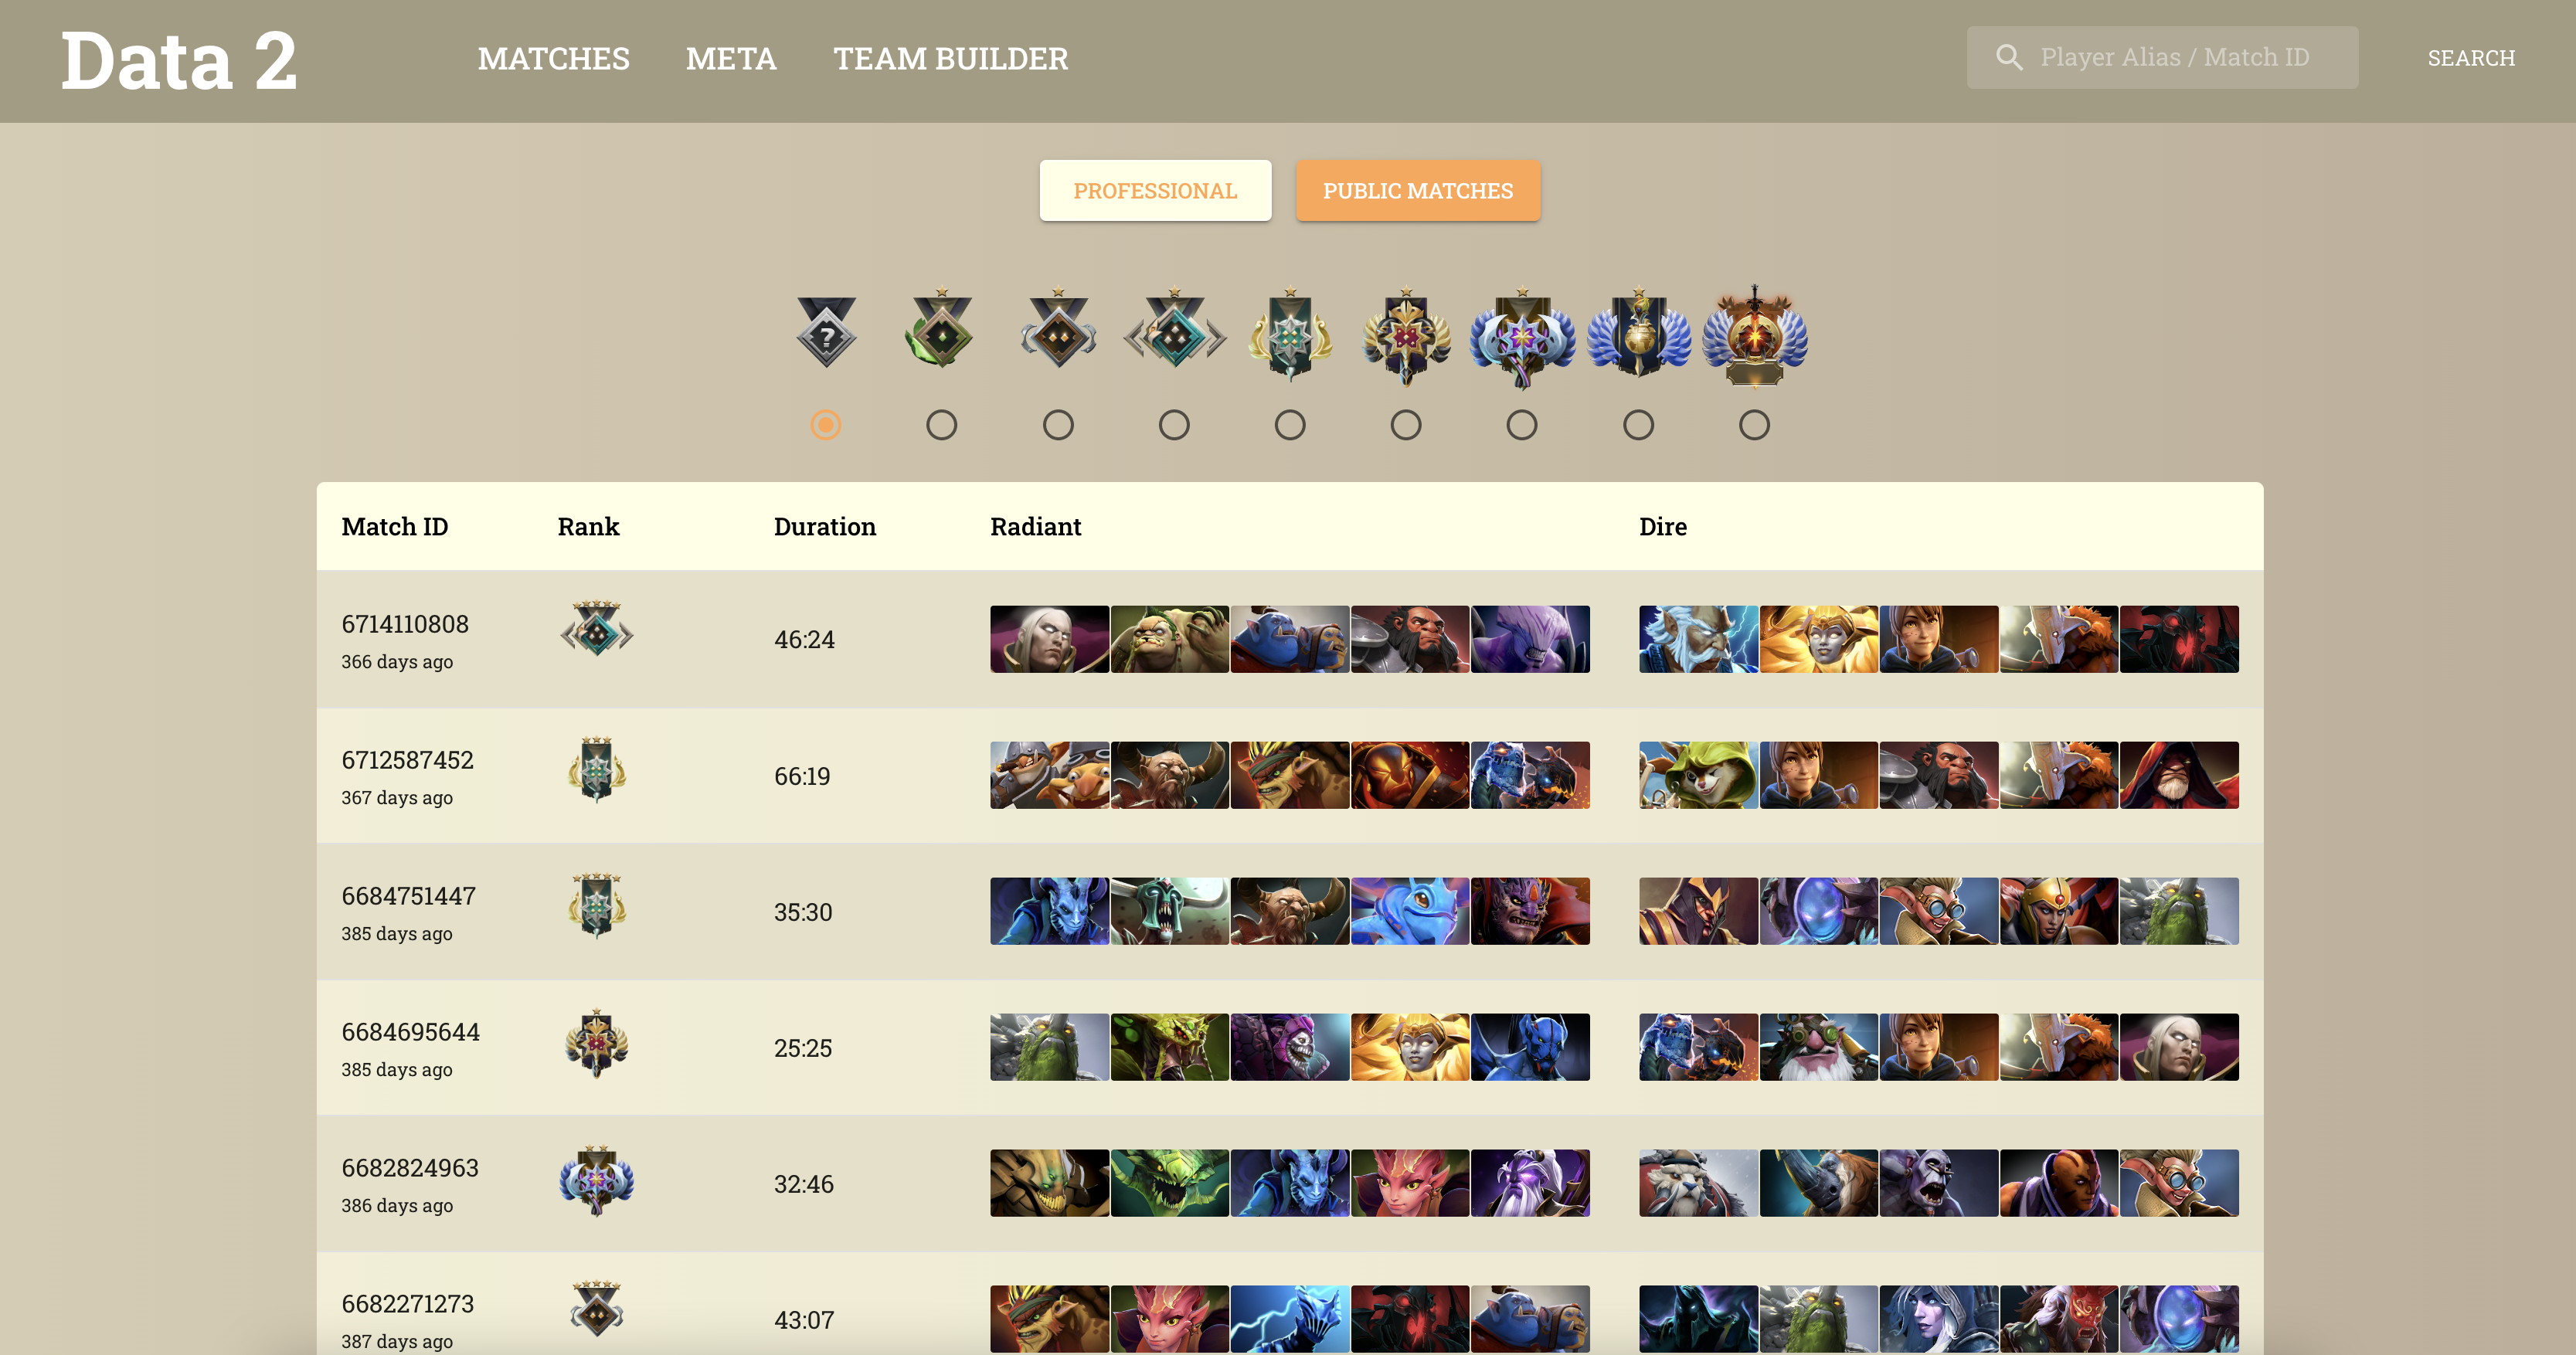 Data 2
MATCHES META TEAM BUILDER
Player Alias / Match ID
SEARCH
PROFESSIONAL
PUBLIC MATCHES
?
Match ID Rank Duration Radiant Dire
6714110808
366 days ago
46:24
6712587452
367 days ago
66:19
6684751447
385 days ago
35:30
6684695644
385 days ago
25:25
6682824963
386 days ago
32:46
6682271273
387 days ago
43:07